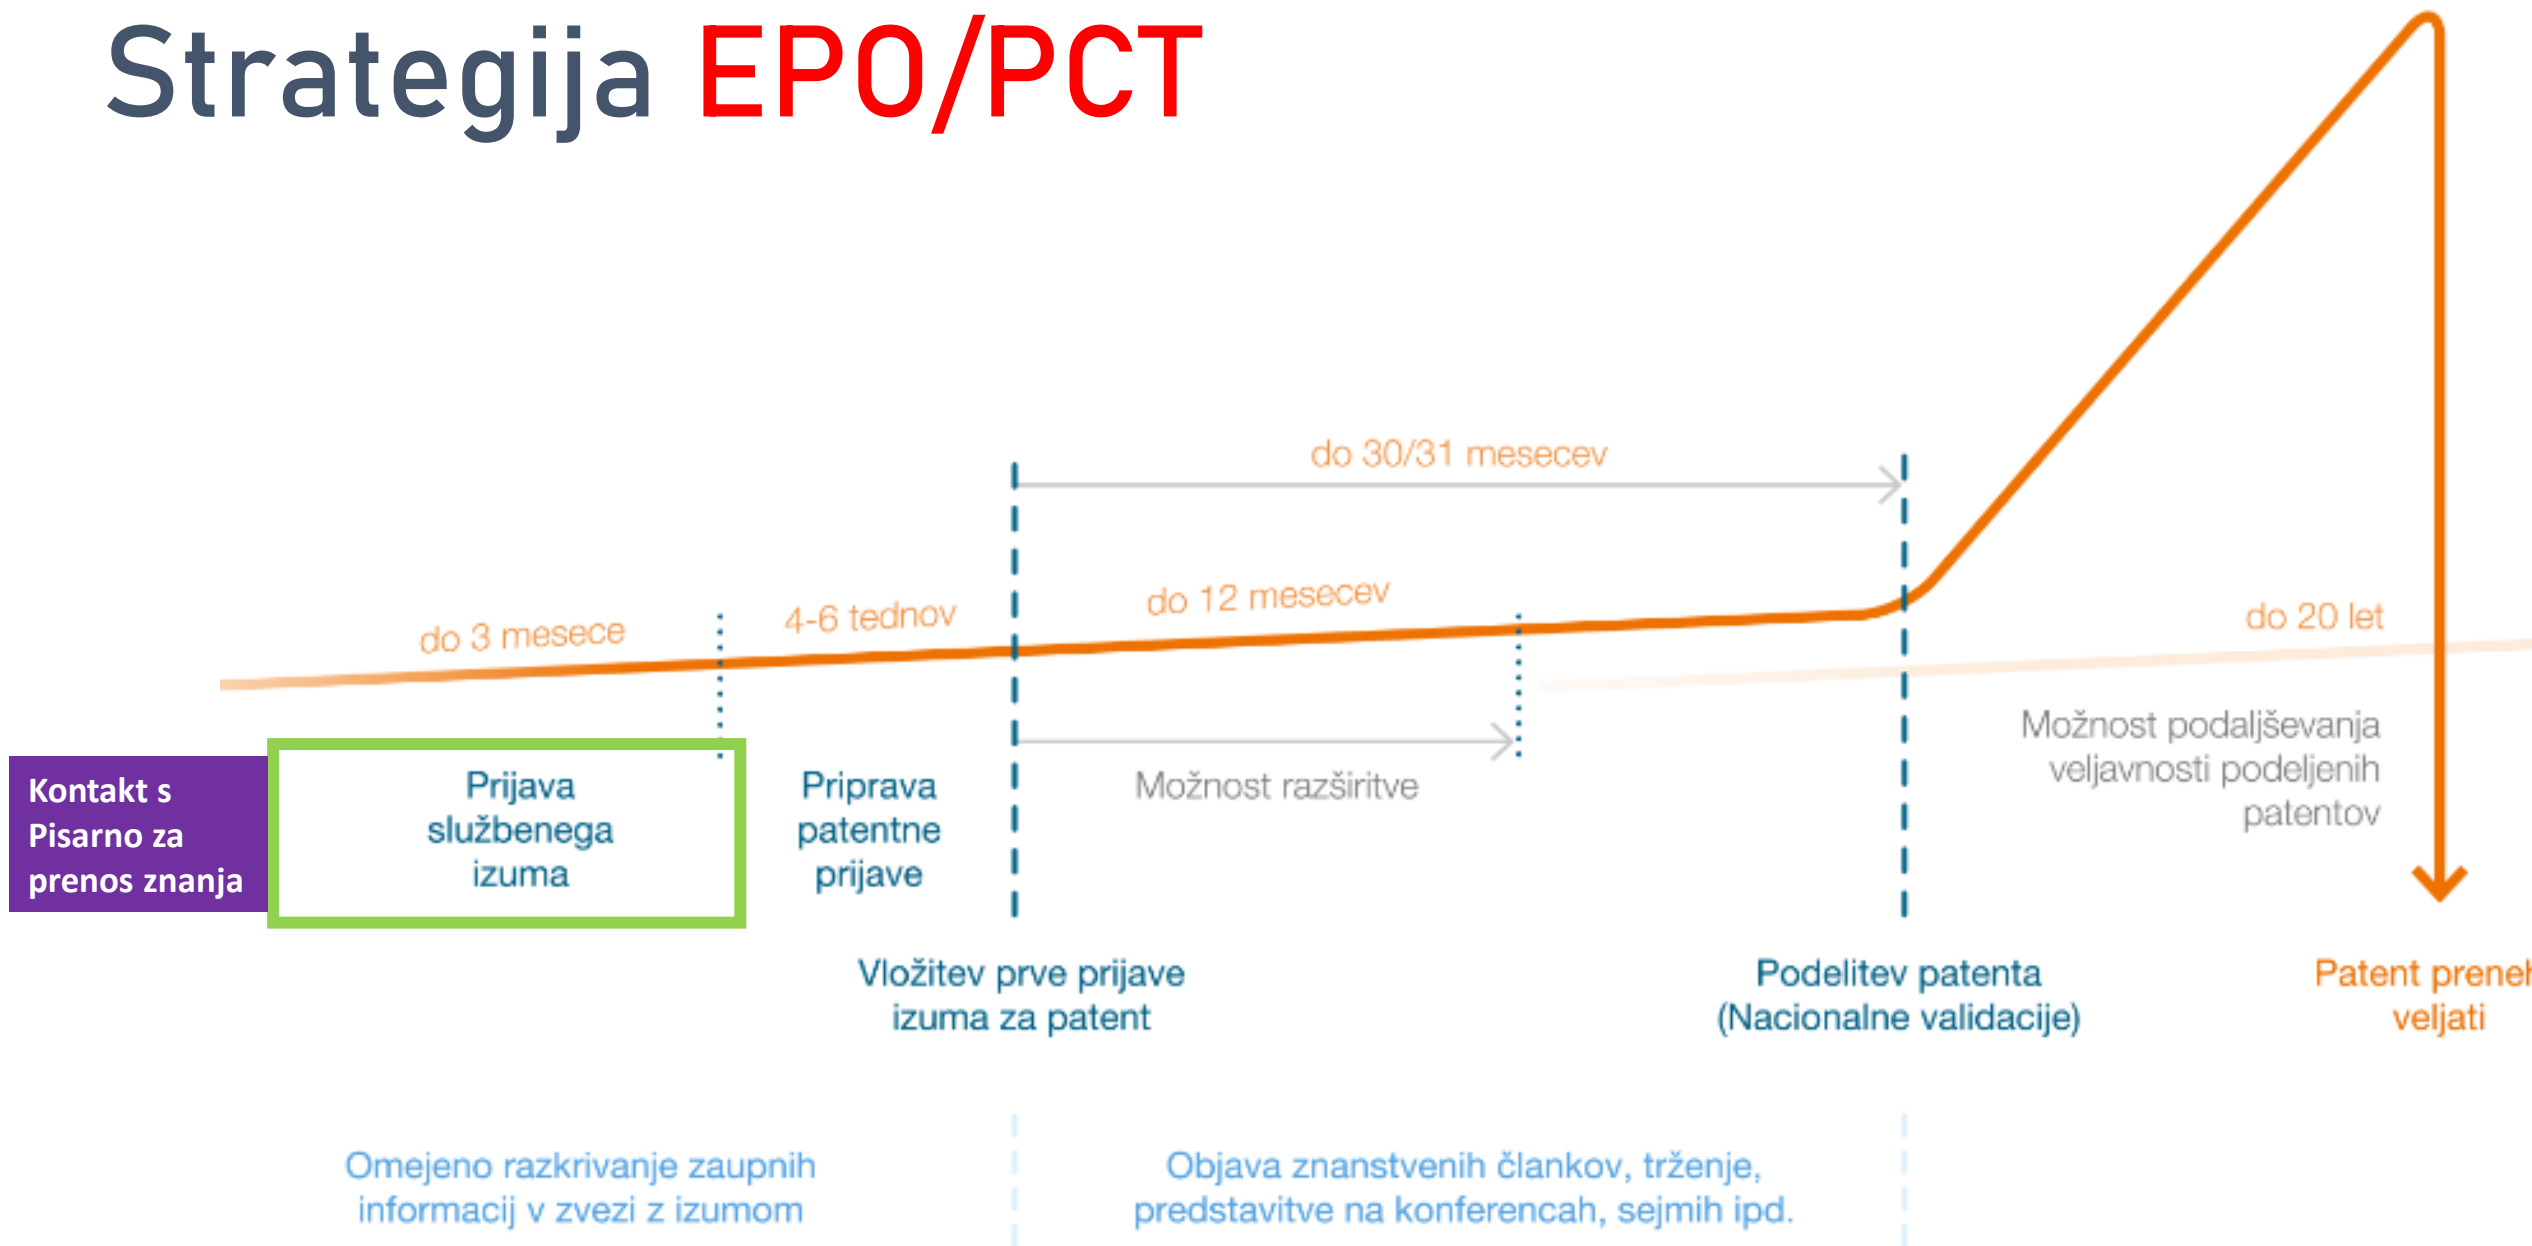 Strategija EPO/PCT
do 30/31 mesecev
do 3 mesece
4-6 tednov
do 12 mesecev
do 20 let
Kontakt s
Pisarno za
prenos znanja
Prijava
službenega
izuma
Priprava
patentne
prijave
Možnost razširitve
Možnost podaljševanja
veljavnosti podeljenih
patentov
Vložitev prve prijave
izuma za patent
Podelitev patenta
(Nacionalne validacije)
Patent preneh
veljati
Omejeno razkrivanje zaupnih
informacij v zvezi z izumom
Objava znanstvenih člankov, trženje,
predstavitve na konferencah, sejmih ipd.